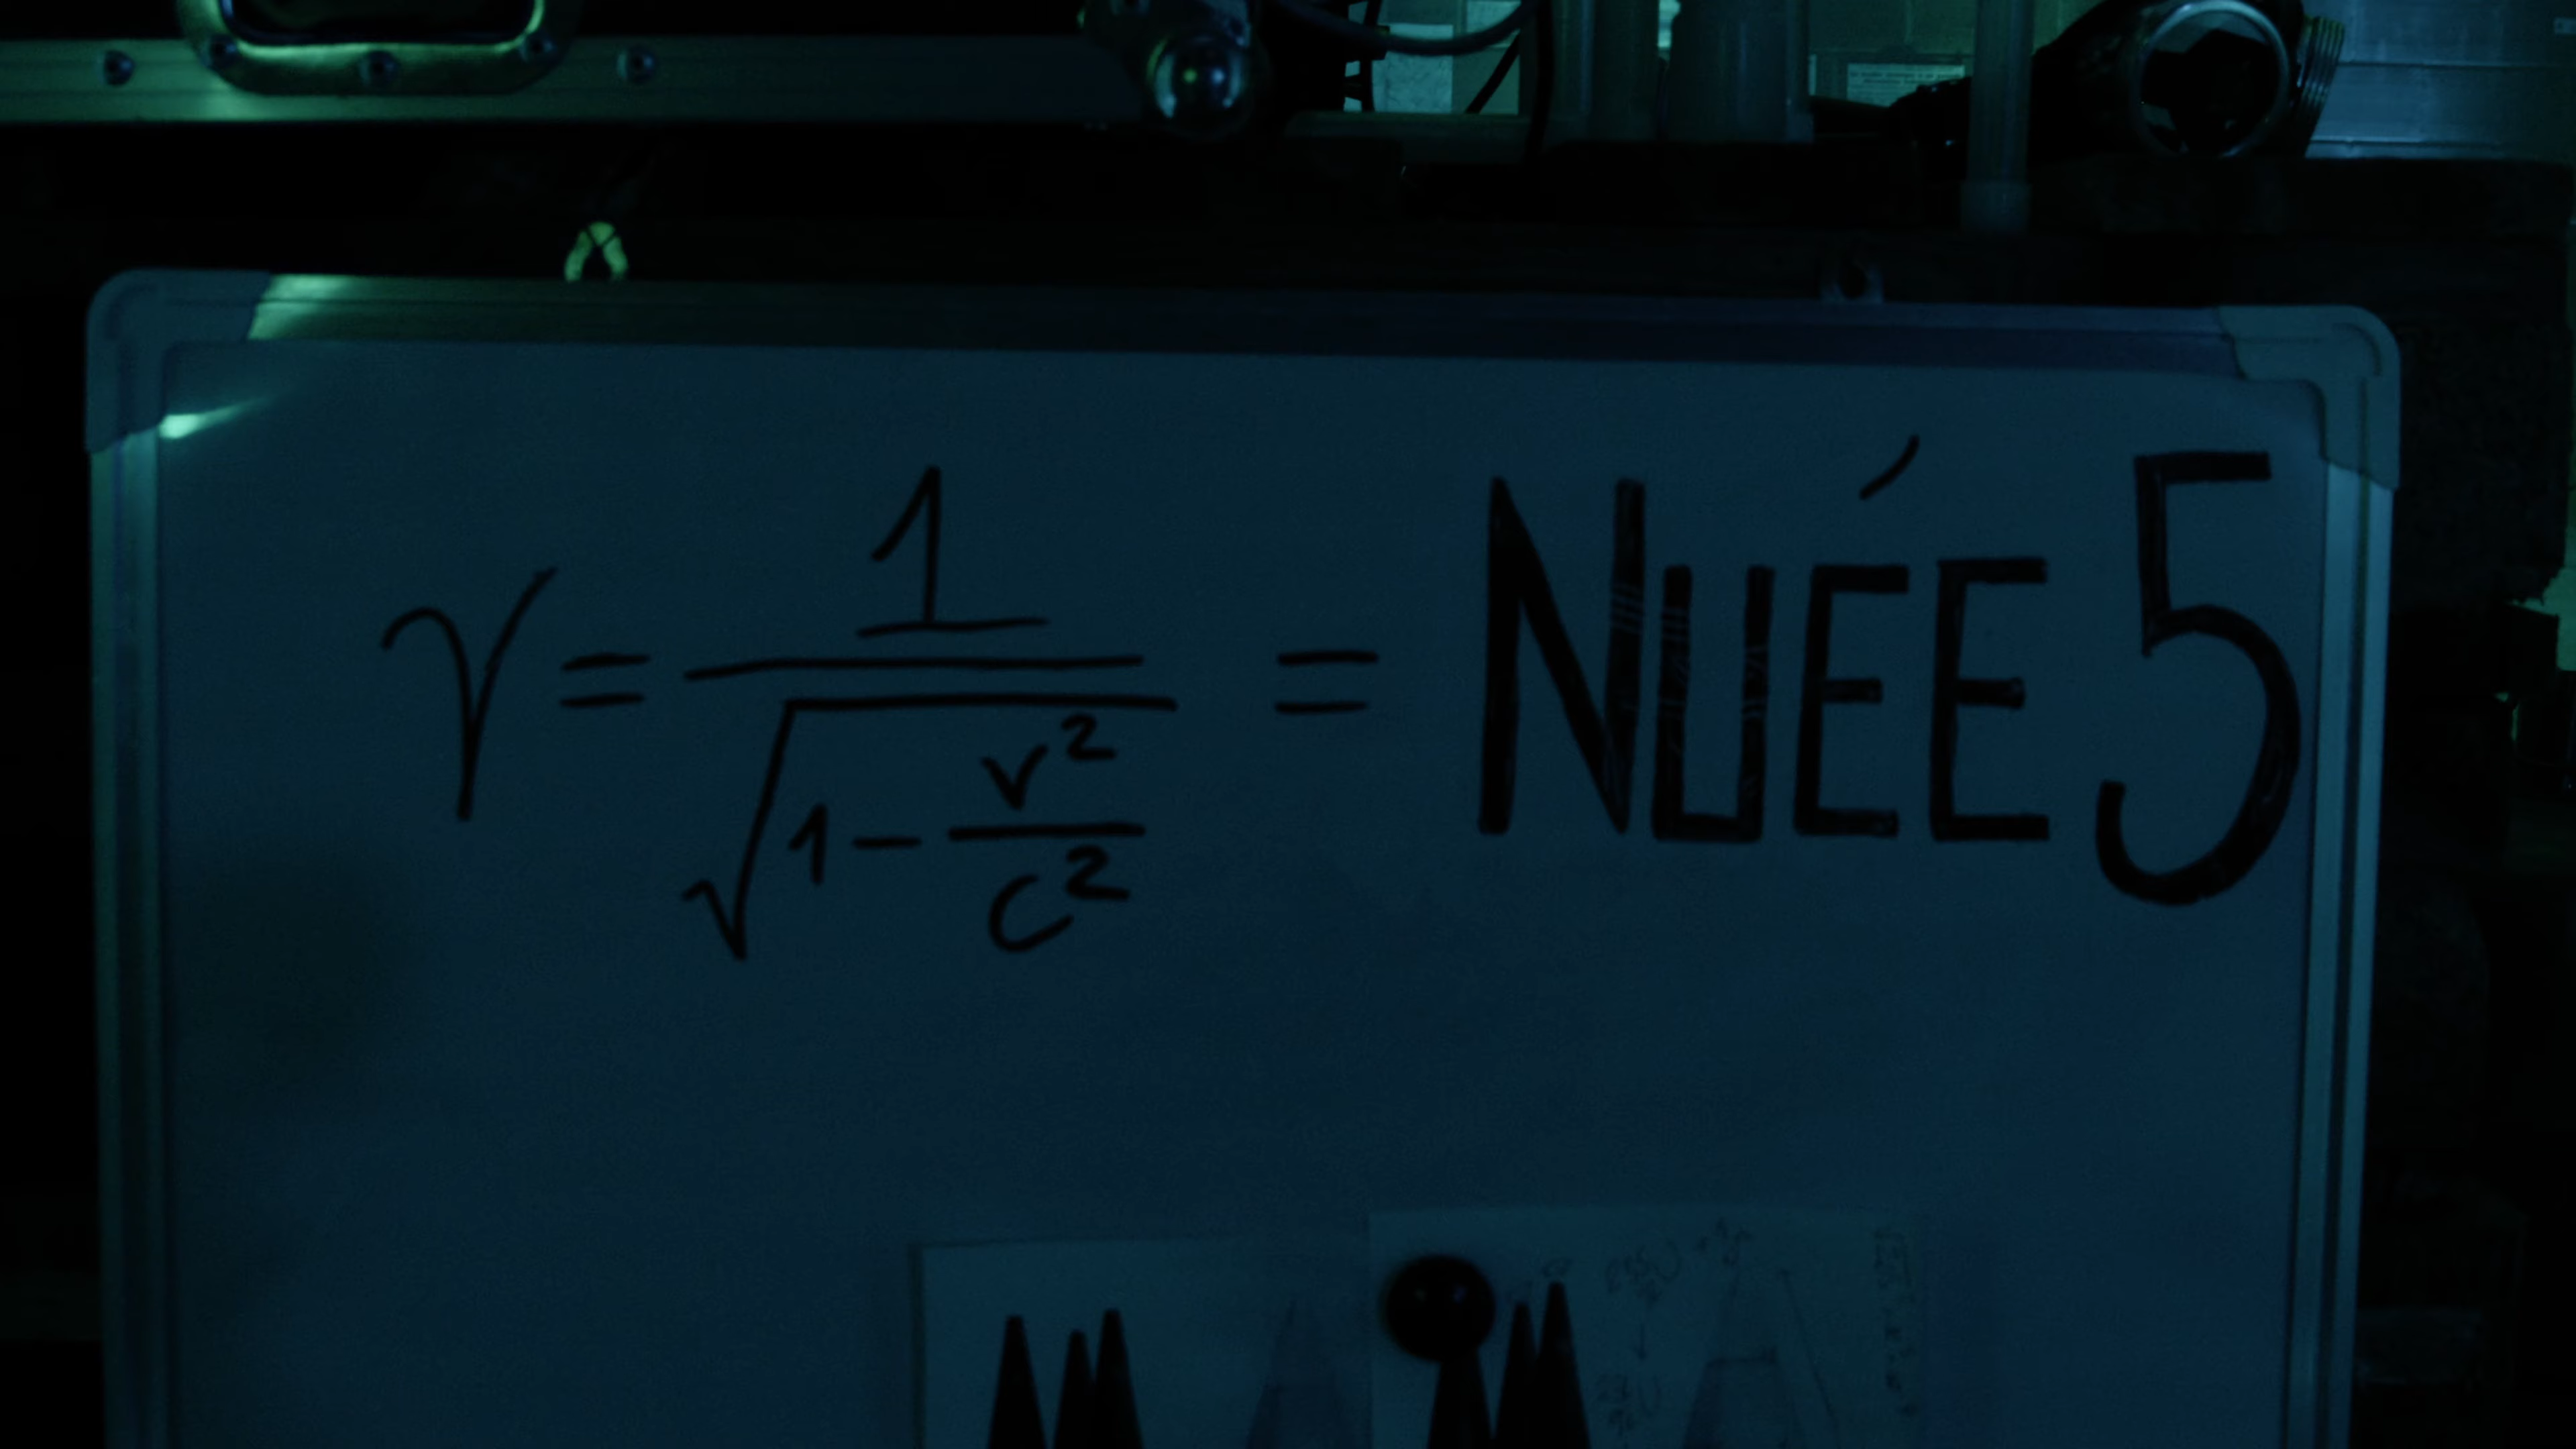 γ = 1 / √(1 - v²/c²) = NUÉE 5